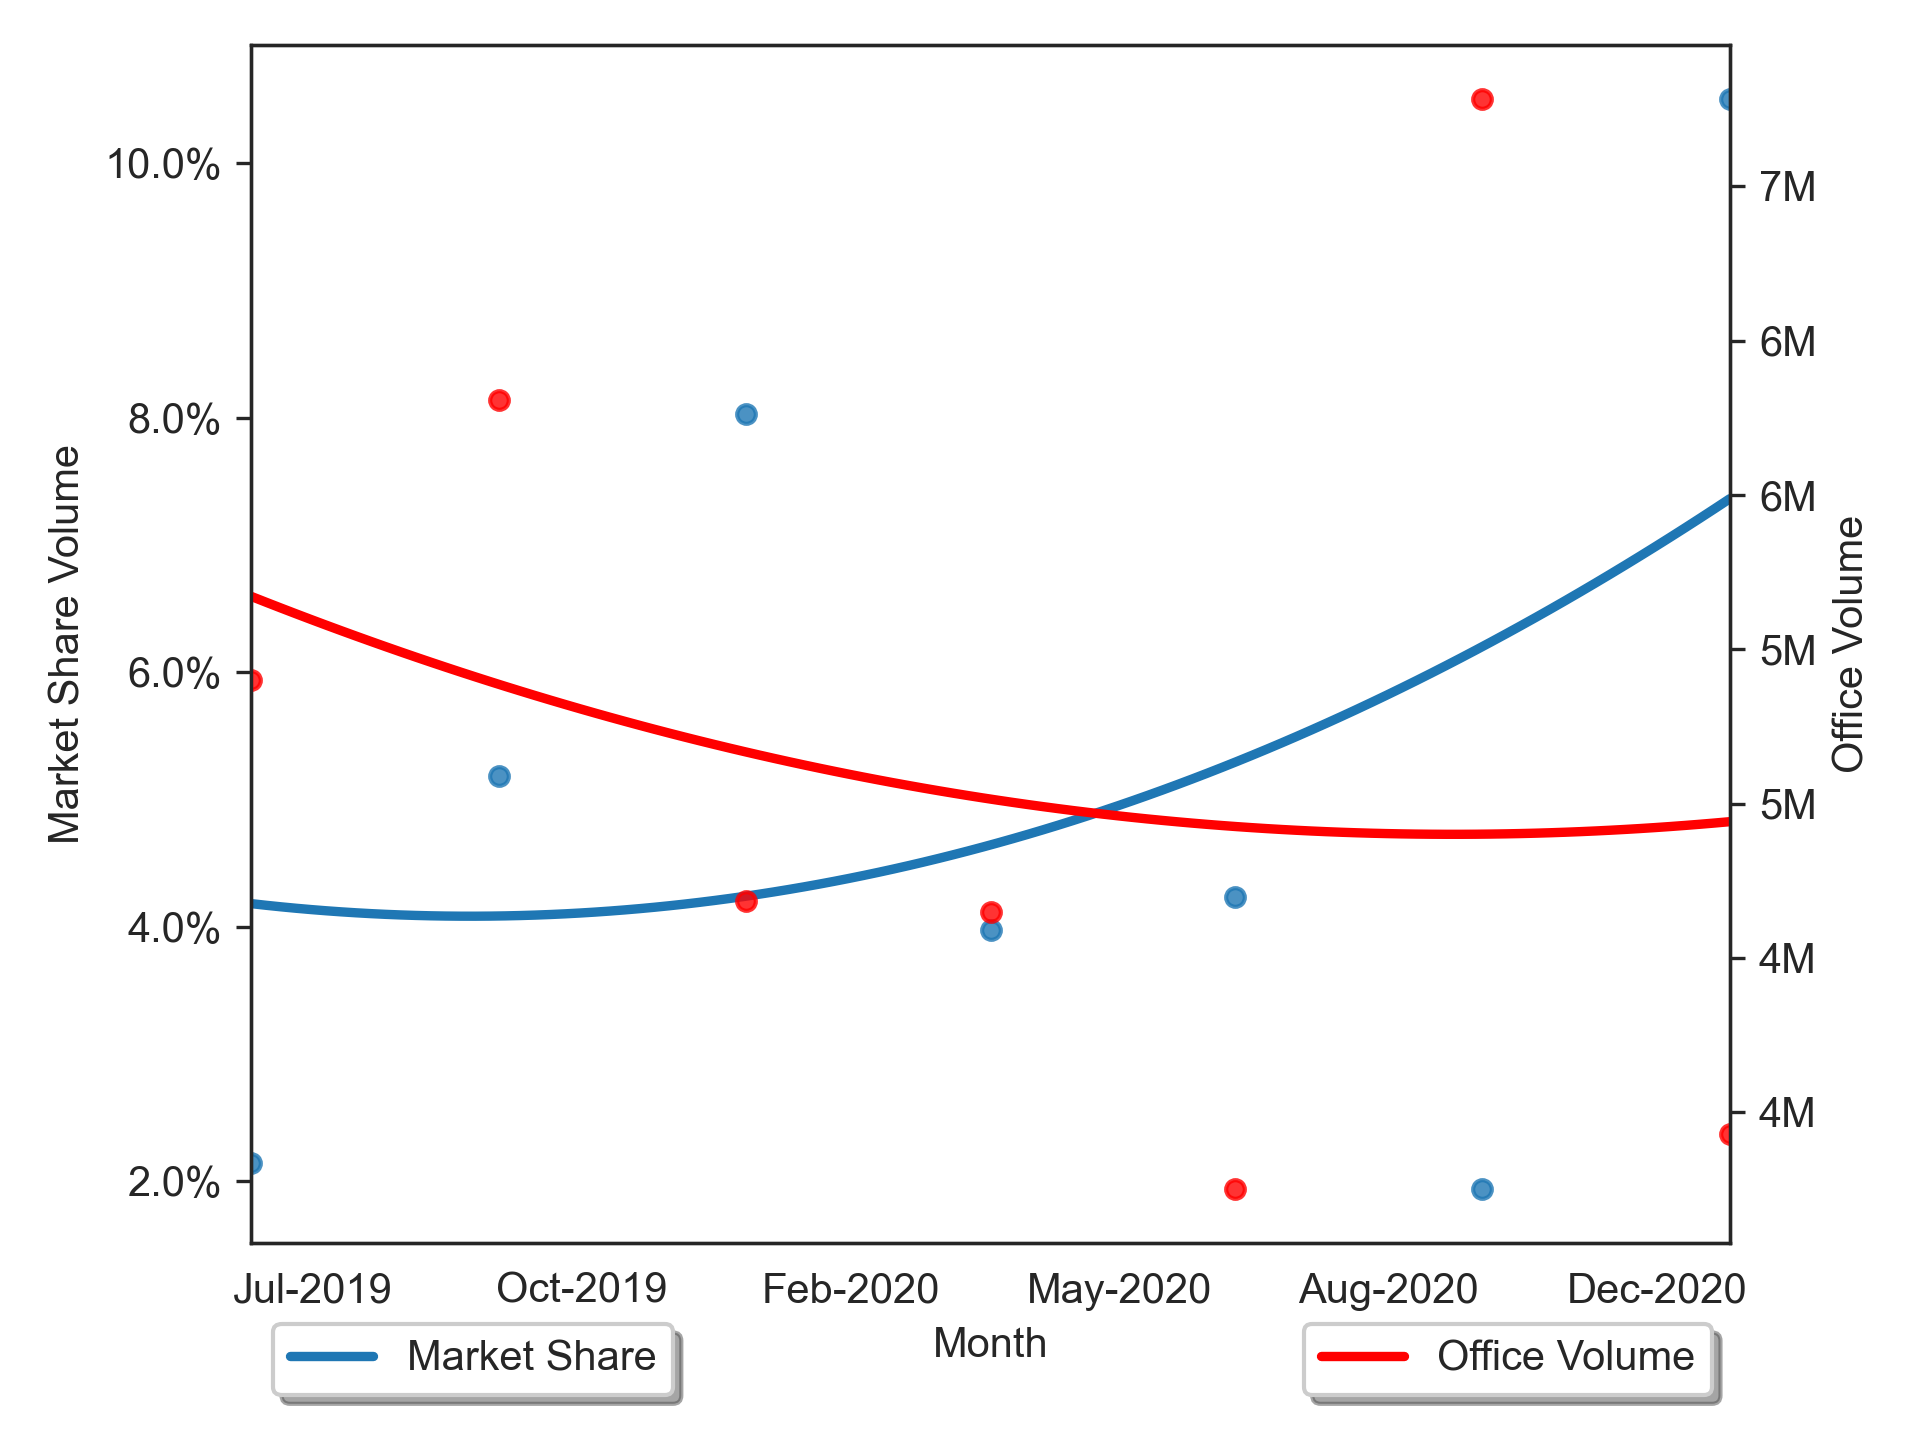 10.0%
8.0%
6.0%
4.0%
2.0%
Market Share Volume
7M
6M
6M
5M
5M
4M
4M
Office Volume
Jul-2019 Oct-2019 Feb-2020 May-2020 Aug-2020 Dec-2020
Month
Market Share
Office Volume